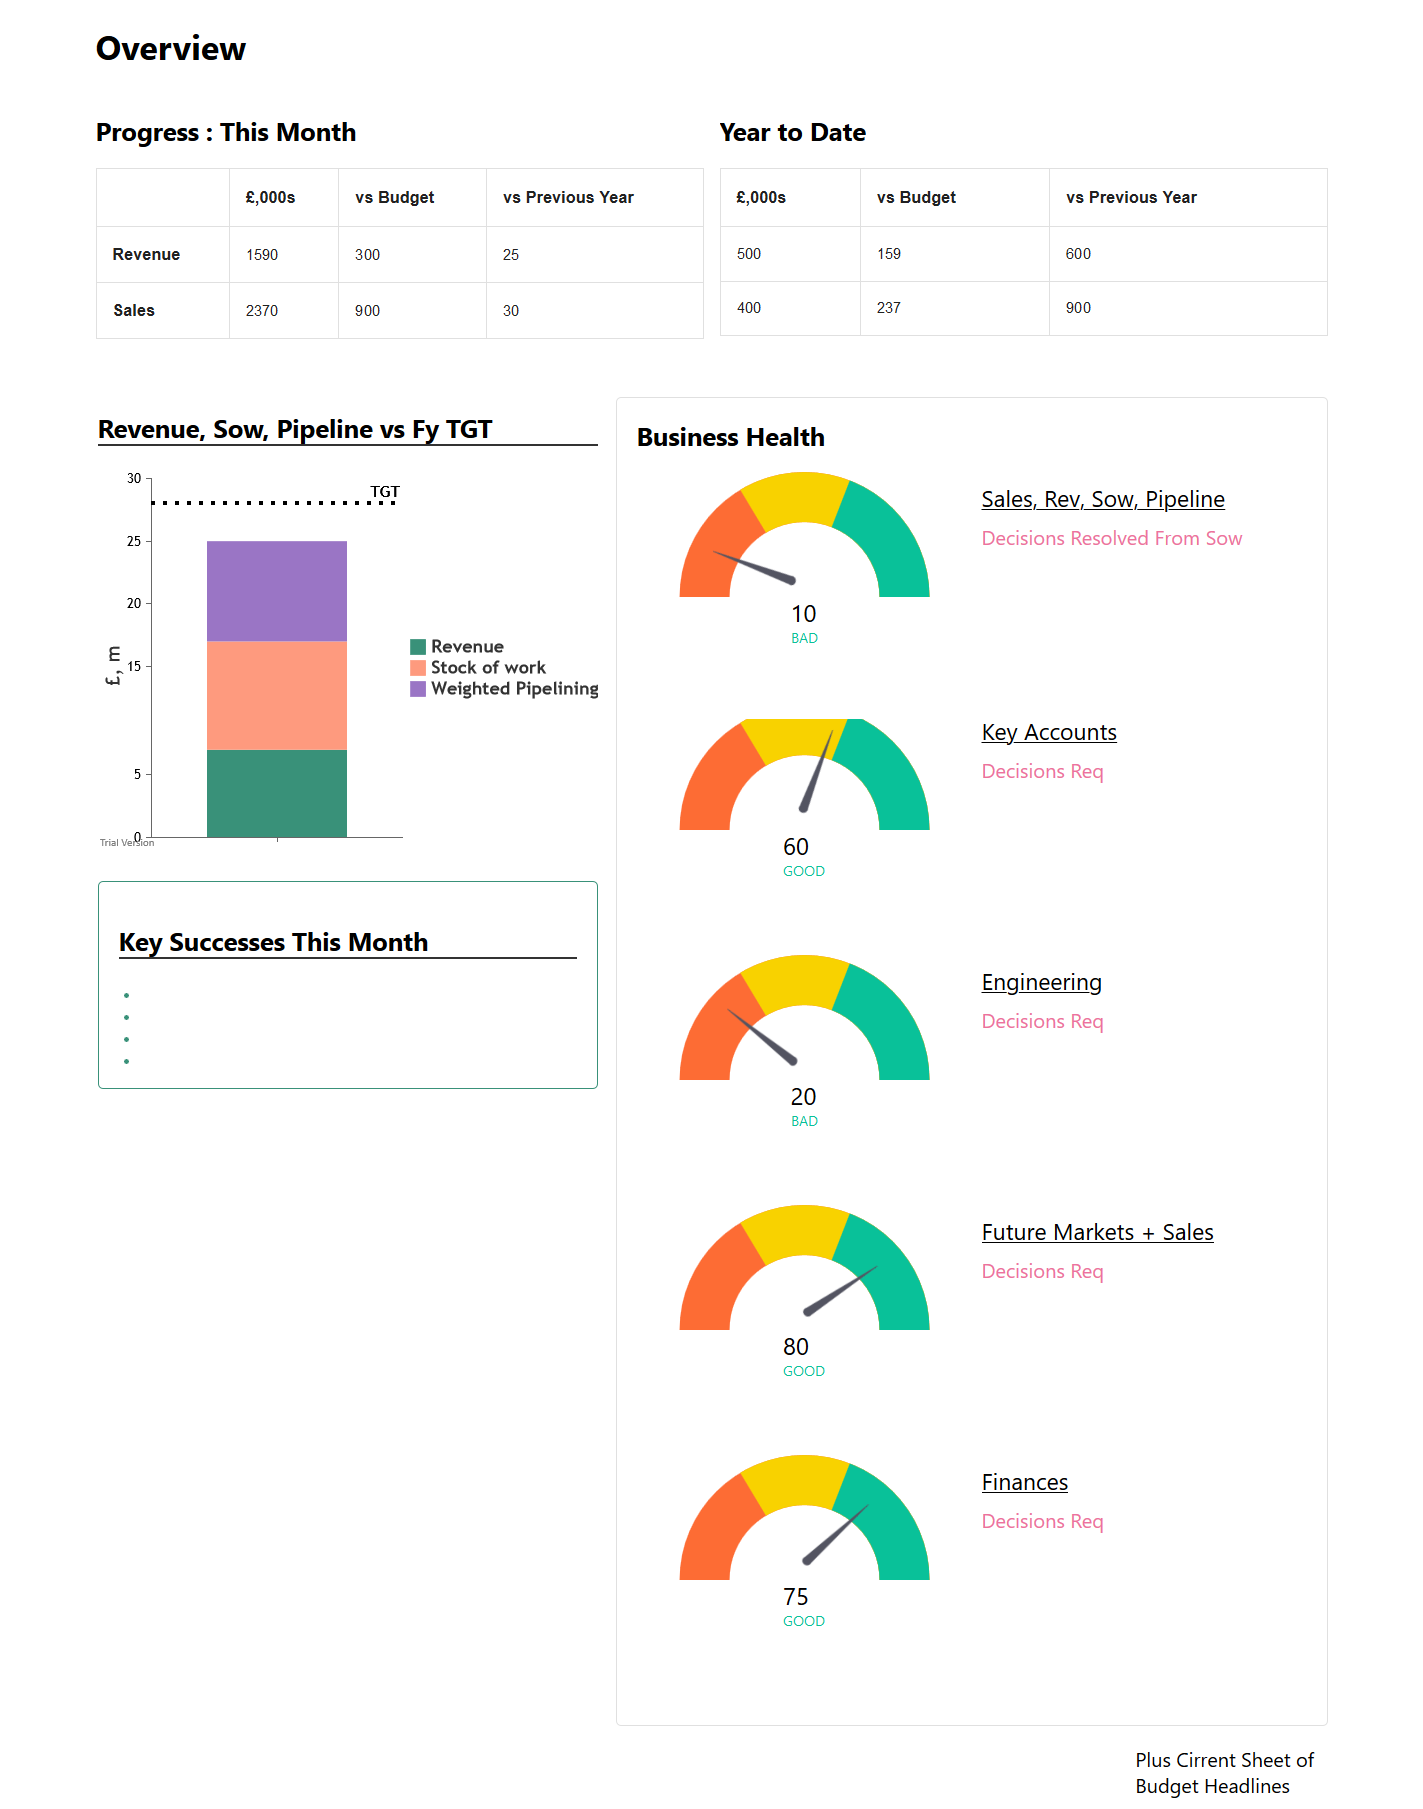 Overview
Progress : This Month
£,000s vs Budget vs Previous Year
Revenue 1590 300 25
Sales 2370 900 30
Year to Date
£,000s vs Budget vs Previous Year
500 159 600
400 237 900
Revenue, Sow, Pipeline vs Fy TGT
30
TGT
25
20
15
£, m
5
0
Trial Version
Revenue
Stock of work
Weighted Pipelining
Key Successes This Month
Business Health
Sales, Rev, Sow, Pipeline
Decisions Resolved From Sow
10
BAD
Key Accounts
Decisions Req
60
GOOD
Engineering
Decisions Req
20
BAD
Future Markets + Sales
Decisions Req
80
GOOD
Finances
Decisions Req
75
GOOD
Plus Cirrent Sheet of
Budget Headlines